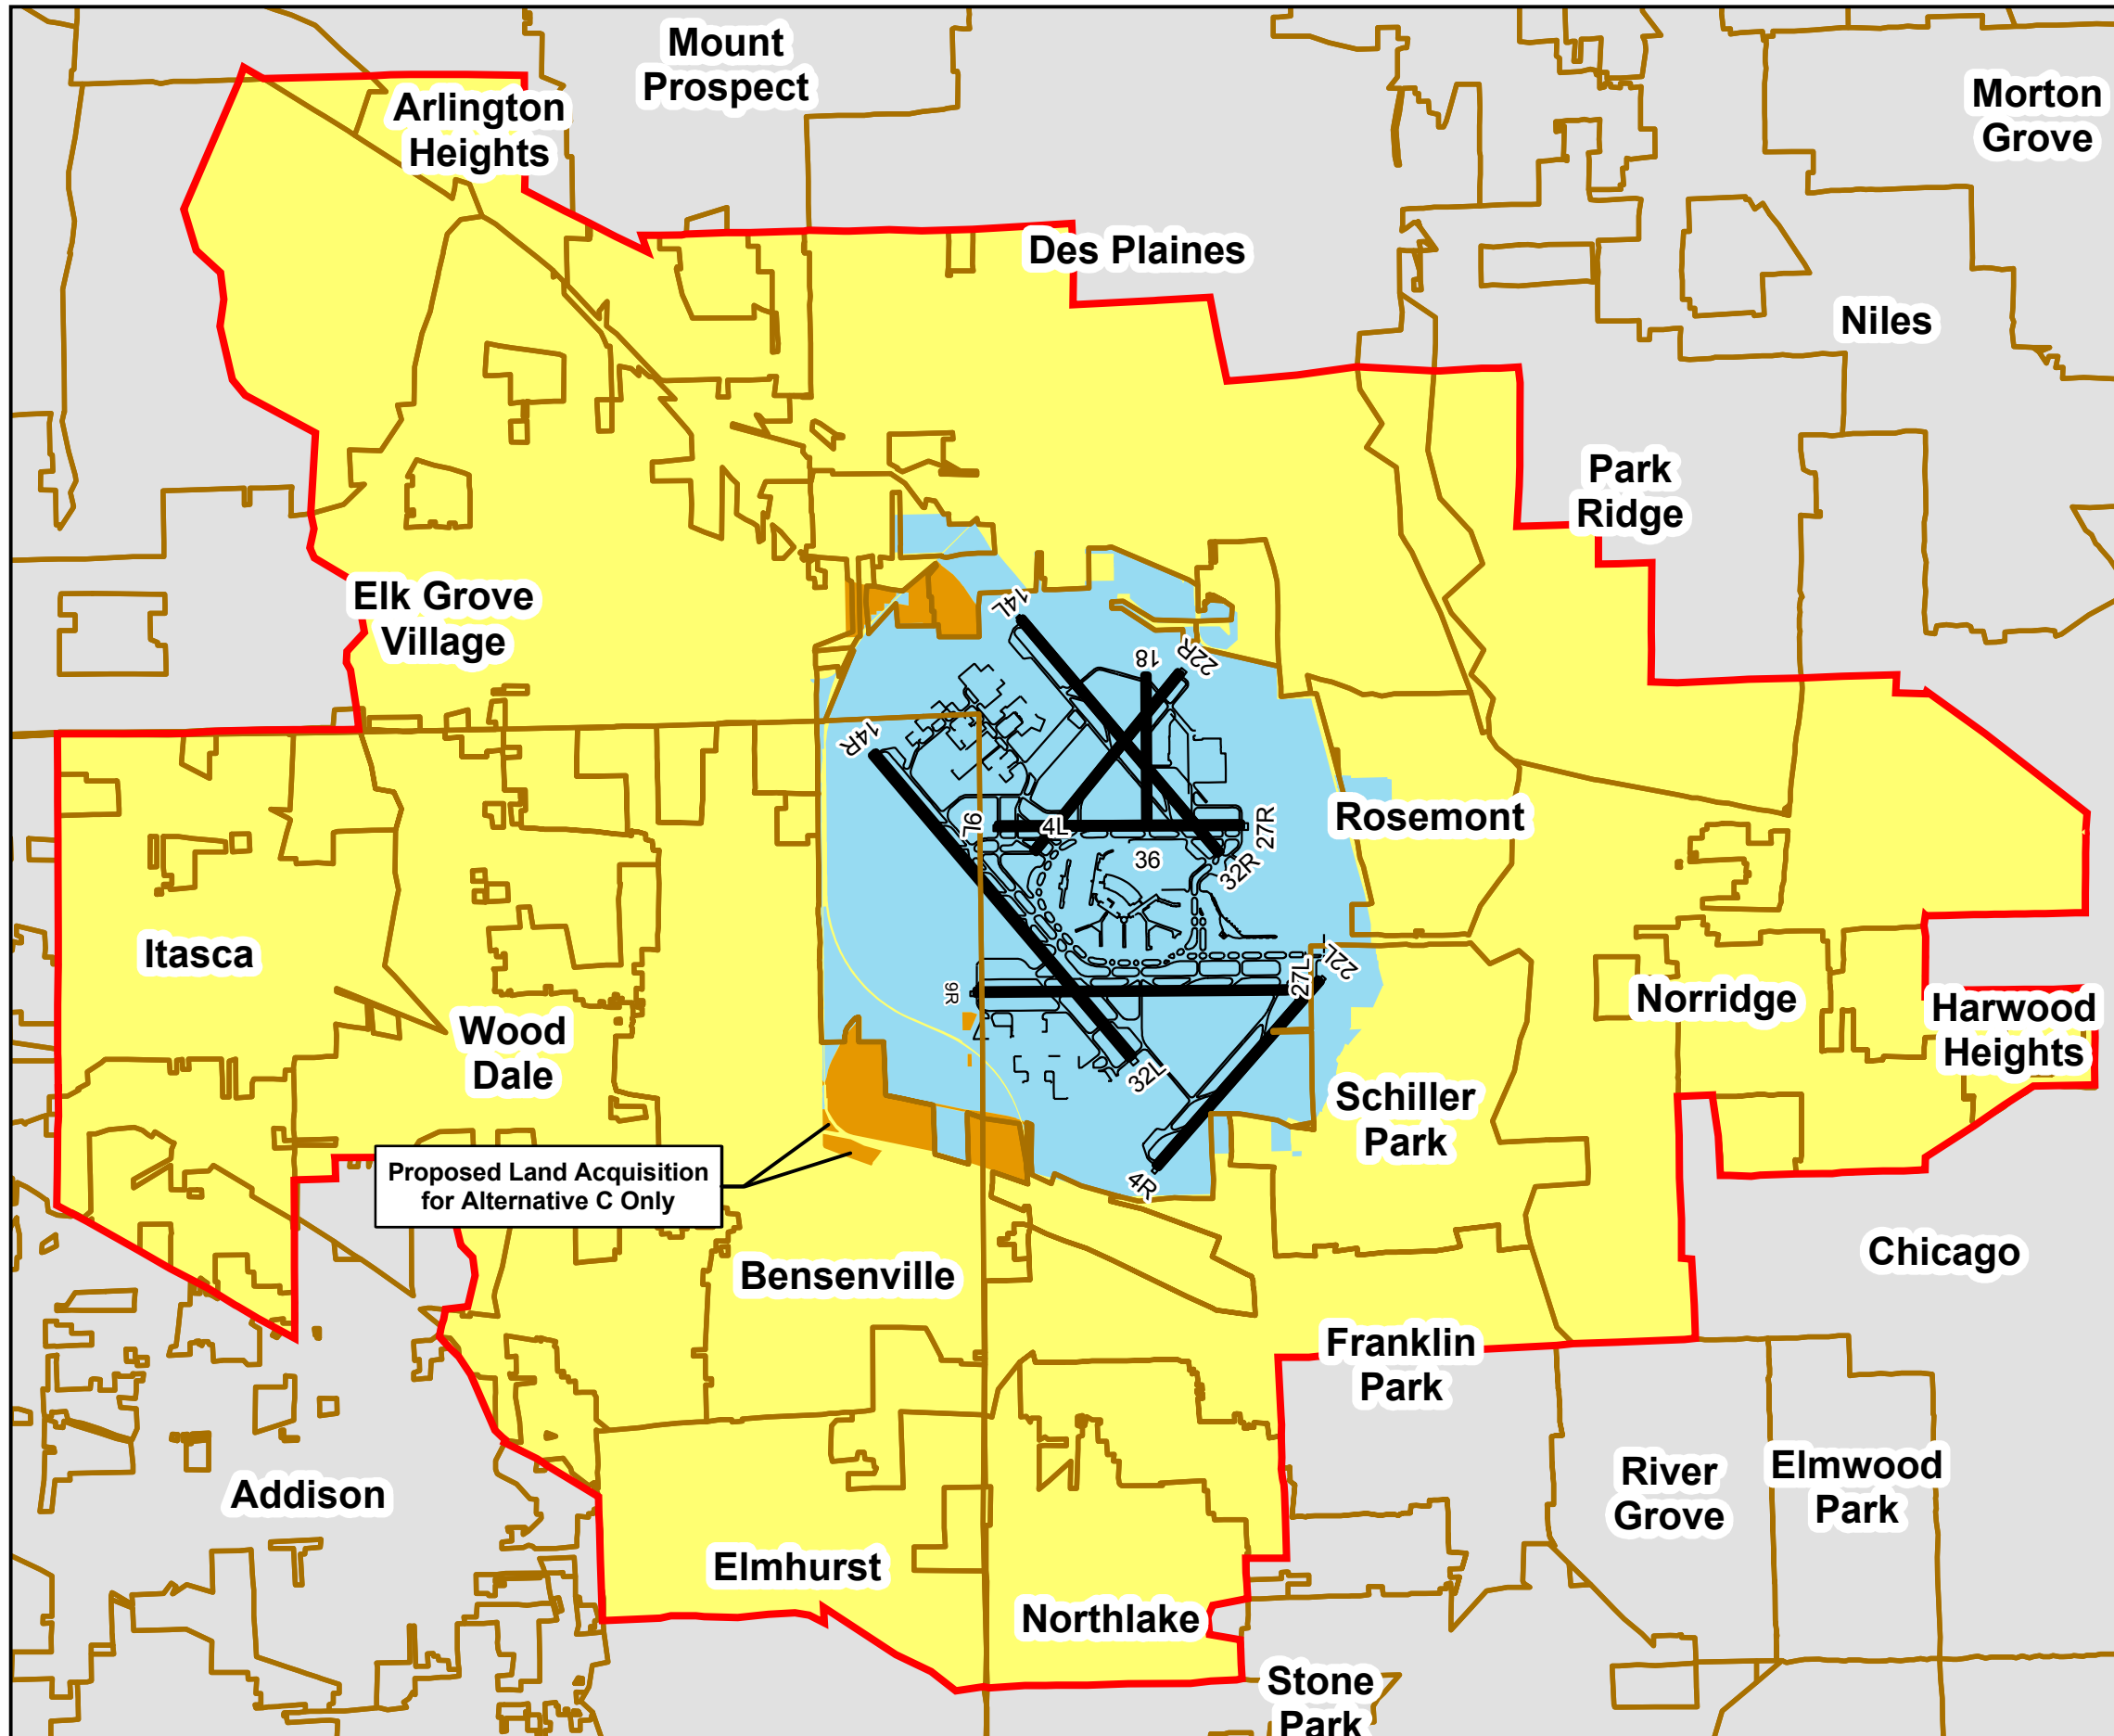 Mount
Prospect
Morton
Grove
Arlington
Heights
Des Plaines
Niles
Park
Ridge
Elk Grove
Village
14L
18
22R
14R
Rosemont
9L
4L
27R
36
32R
Itasca
22L
27L
9R
Norridge
Harwood
Heights
Wood
Dale
32L
Schiller
Park
Proposed Land Acquisition
for Alternative C Only
4R
Chicago
Bensenville
Franklin
Park
River
Grove
Elmwood
Park
Addison
Elmhurst
Northlake
Stone
Park